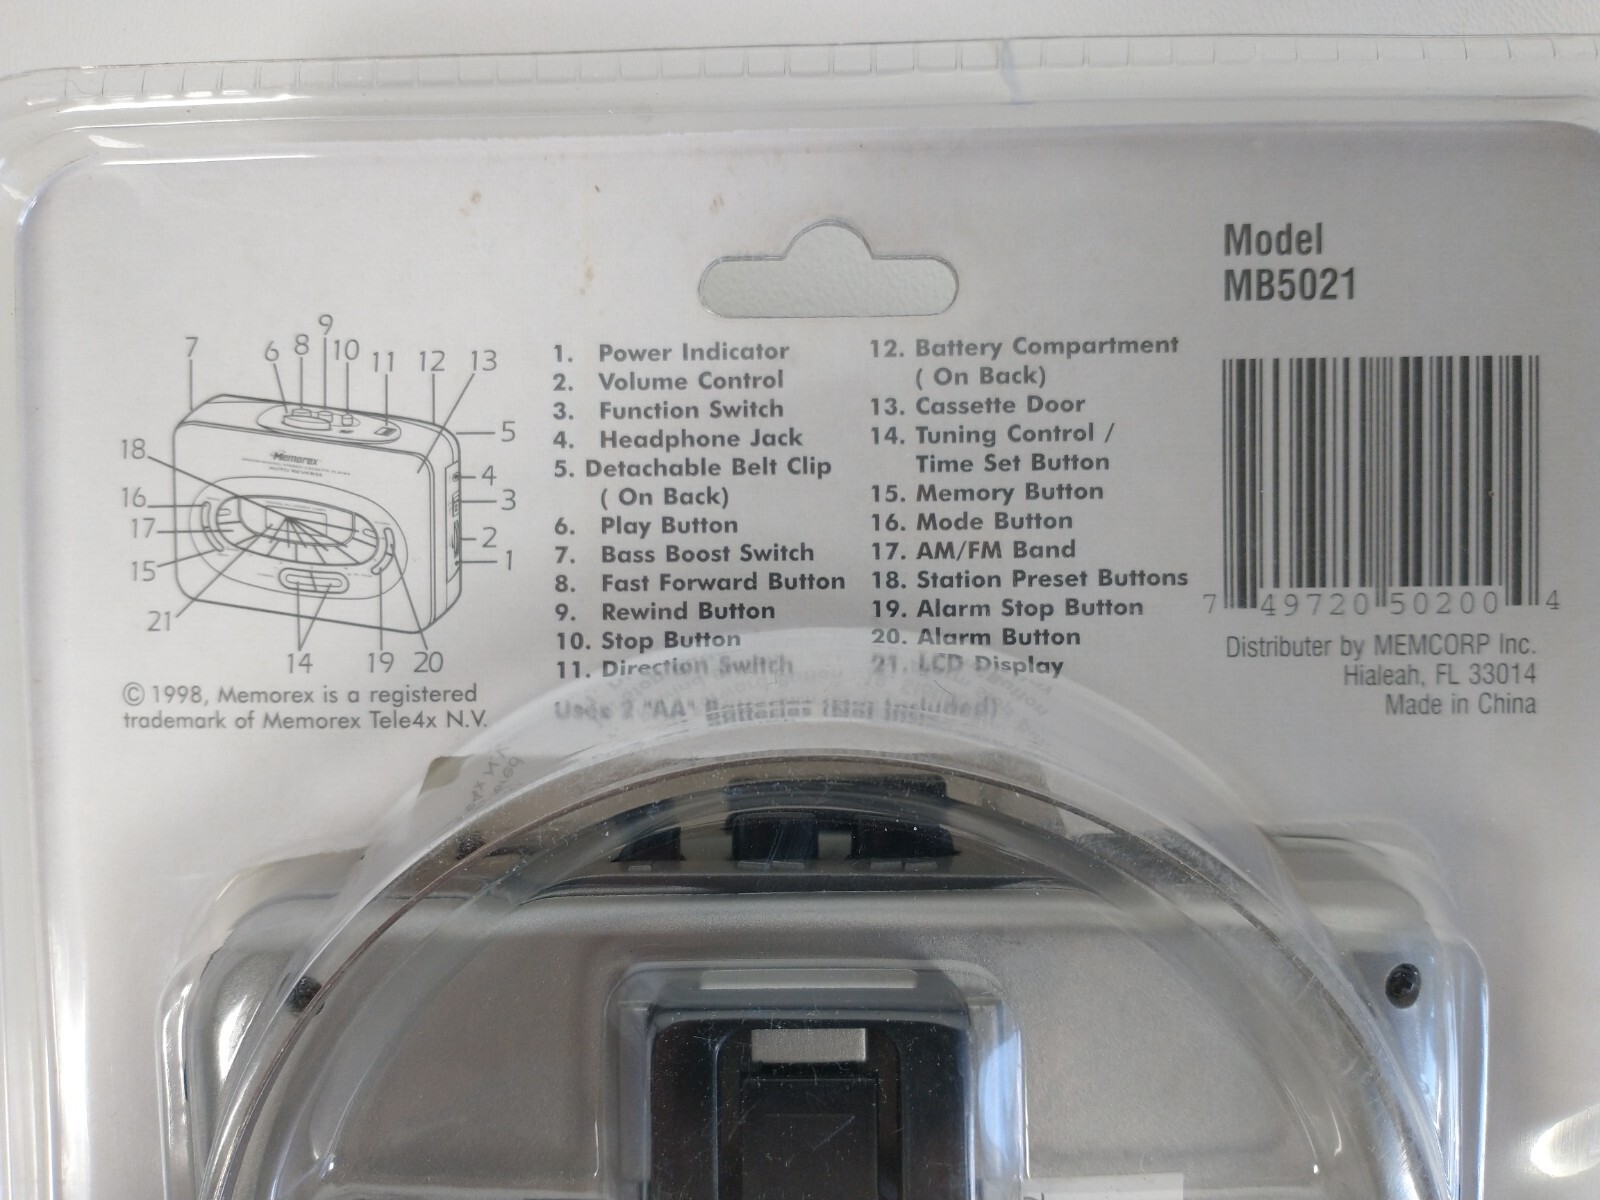 Model
MB5021
7 6 8 9 10 11 12 13
5
18
4
16
3
17
2
15
1
21
14 19 20
Memorex
1. Power Indicator
2. Volume Control
3. Function Switch
4. Headphone Jack
5. Detachable Belt Clip
( On Back)
6. Play Button
7. Bass Boost Switch
8. Fast Forward Button
9. Rewind Button
10. Stop Button
11. Direction Switch
12. Battery Compartment
( On Back)
13. Cassette Door
14. Tuning Control /
Time Set Button
15. Memory Button
16. Mode Button
17. AM/FM Band
18. Station Preset Buttons
19. Alarm Stop Button
20. Alarm Button
21. LCD Display
Uses 2 "AA" Batteries (Not Included)
© 1998, Memorex is a registered
trademark of Memorex Tele4x N.V.
7 49720 50200 4
Distributer by MEMCORP Inc.
Hialeah, FL 33014
Made in China